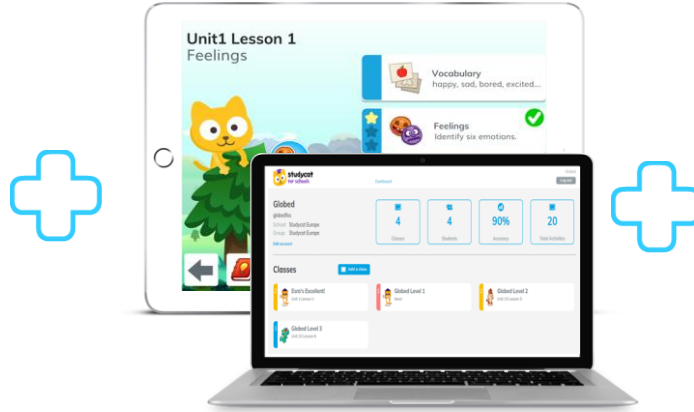 Unit1 Lesson 1
Feelings
Vocabulary
happy, sad, bored, excited...
Feelings
Identify six emotions.
studycat
for schools
Dashboard
Log out
Globed
School: Studycat Europe
Group: Studycat Europe
4
4
90%
20
Classes
Students
Accuracy
Total Activities
Classes
Add a class
Euro's Excellent!
Globed Level 1
Globed Level 2
Globed Level 3